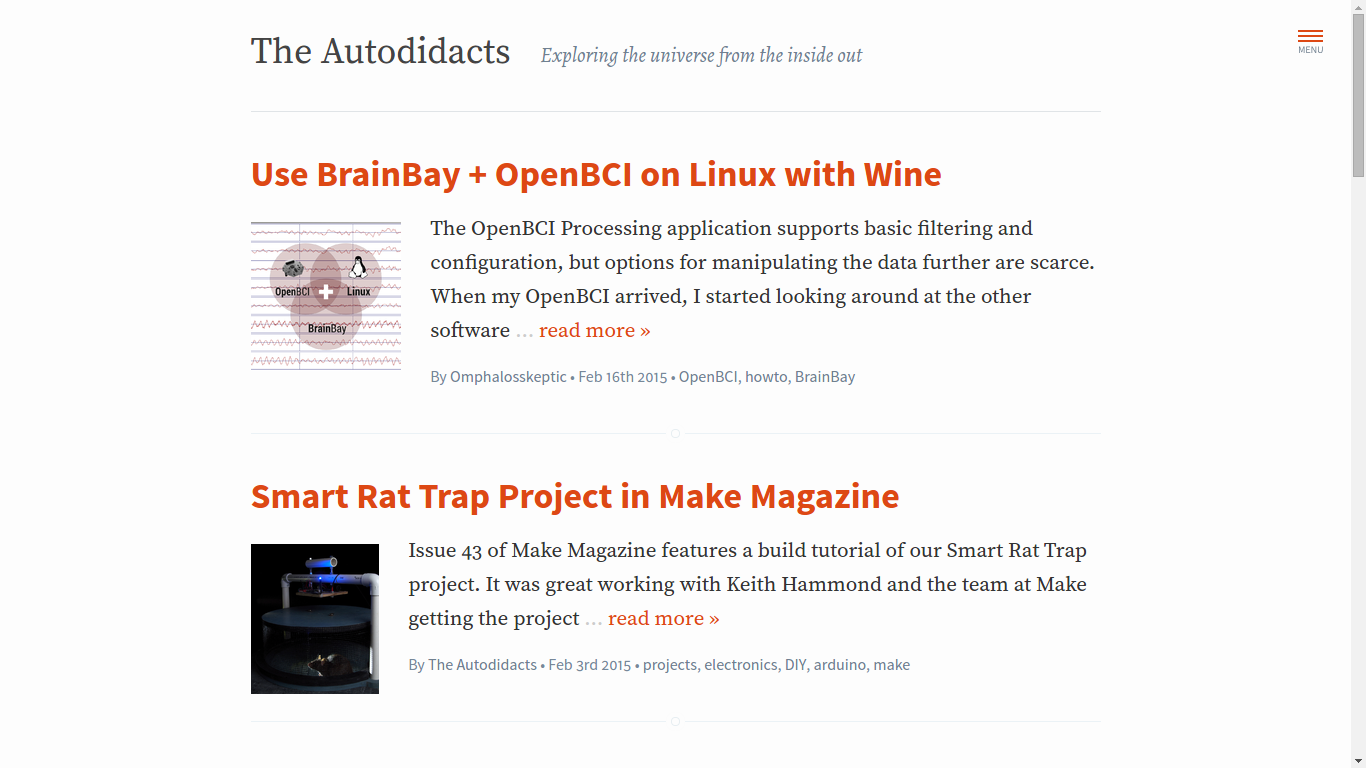 The Autodidacts
Exploring the universe from the inside out
MENU
Use BrainBay + OpenBCI on Linux with Wine
OpenBCI
Linux
BrainBay
The OpenBCI Processing application supports basic filtering and
configuration, but options for manipulating the data further are scarce.
When my OpenBCI arrived, I started looking around at the other
software ... read more »
By Omphalosskeptic • Feb 16th 2015 • OpenBCI, howto, BrainBay
Smart Rat Trap Project in Make Magazine
Issue 43 of Make Magazine features a build tutorial of our Smart Rat Trap
project. It was great working with Keith Hammond and the team at Make
getting the project ... read more »
By The Autodidacts • Feb 3rd 2015 • projects, electronics, DIY, arduino, make